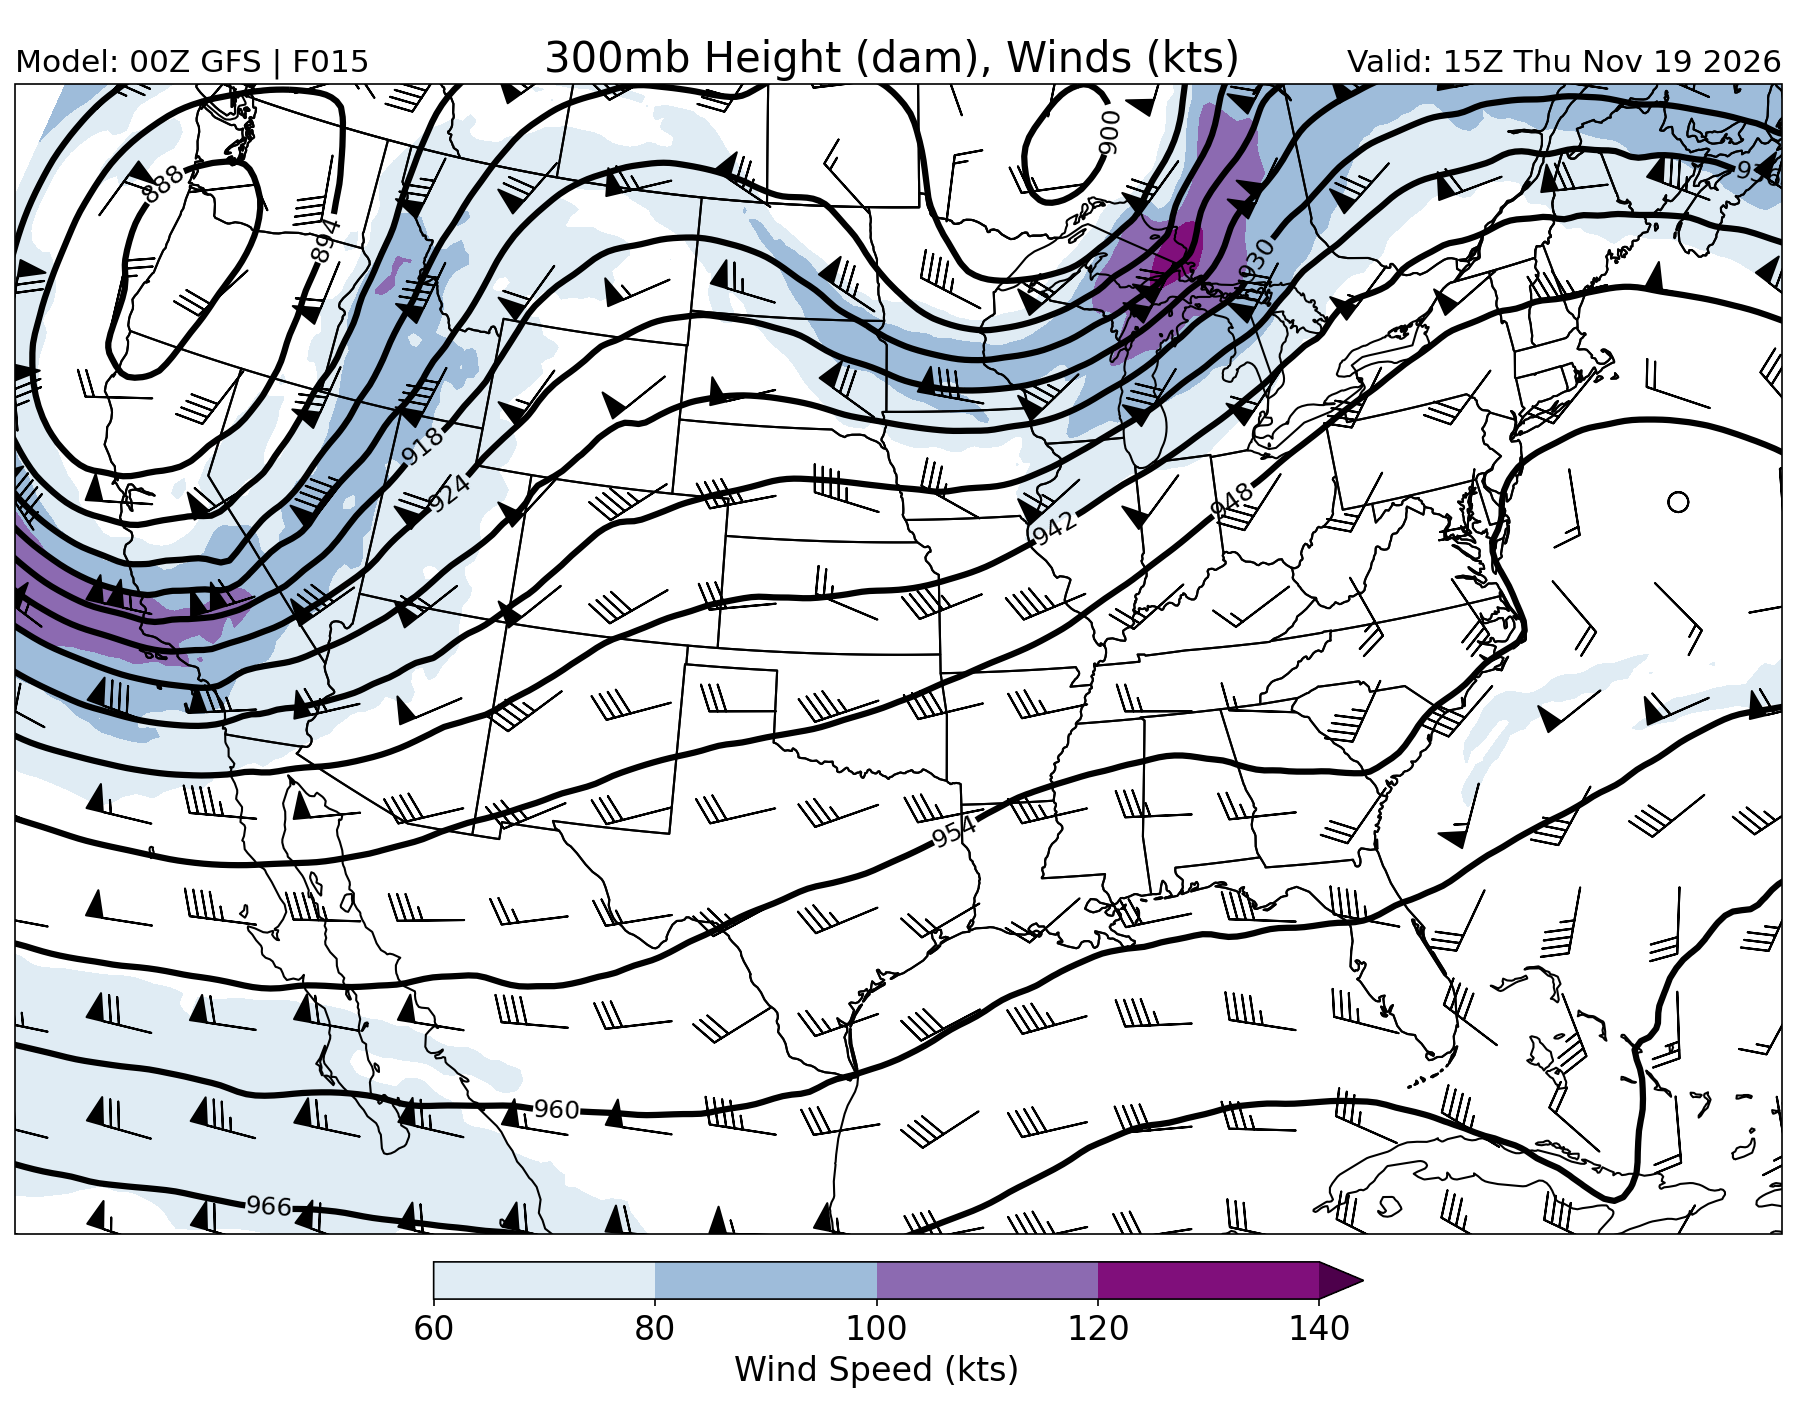 Model: 00Z GFS | F015
300mb Height (dam), Winds (kts)
Valid: 15Z Thu Nov 19 2026
900
888
894
930
918
924
948
942
954
960
966
60 80 100 120 140
Wind Speed (kts)